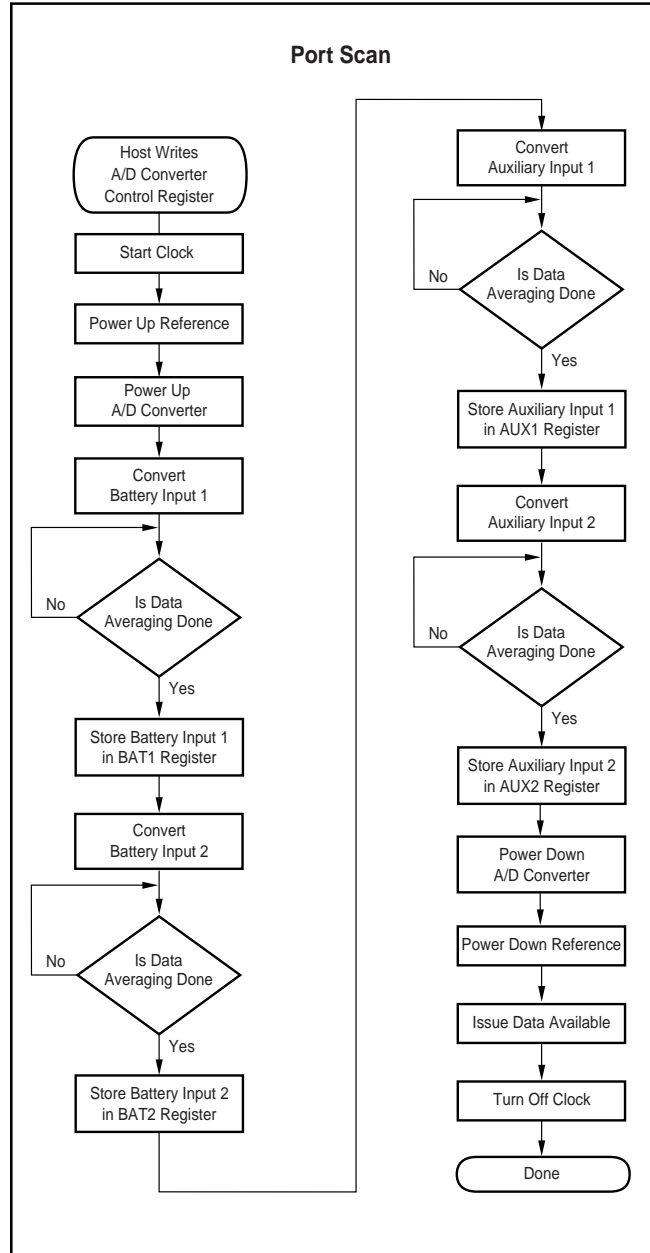 Port Scan
Host Writes
A/D Converter
Control Register
Start Clock
Power Up Reference
Power Up
A/D Converter
Convert
Battery Input 1
Is Data
Averaging Done
No
Yes
Store Battery Input 1
in BAT1 Register
Convert
Battery Input 2
Is Data
Averaging Done
No
Yes
Store Battery Input 2
in BAT2 Register
Convert
Auxiliary Input 1
Is Data
Averaging Done
No
Yes
Store Auxiliary Input 1
in AUX1 Register
Convert
Auxiliary Input 2
Is Data
Averaging Done
No
Yes
Store Auxiliary Input 2
in AUX2 Register
Power Down
A/D Converter
Power Down Reference
Issue Data Available
Turn Off Clock
Done